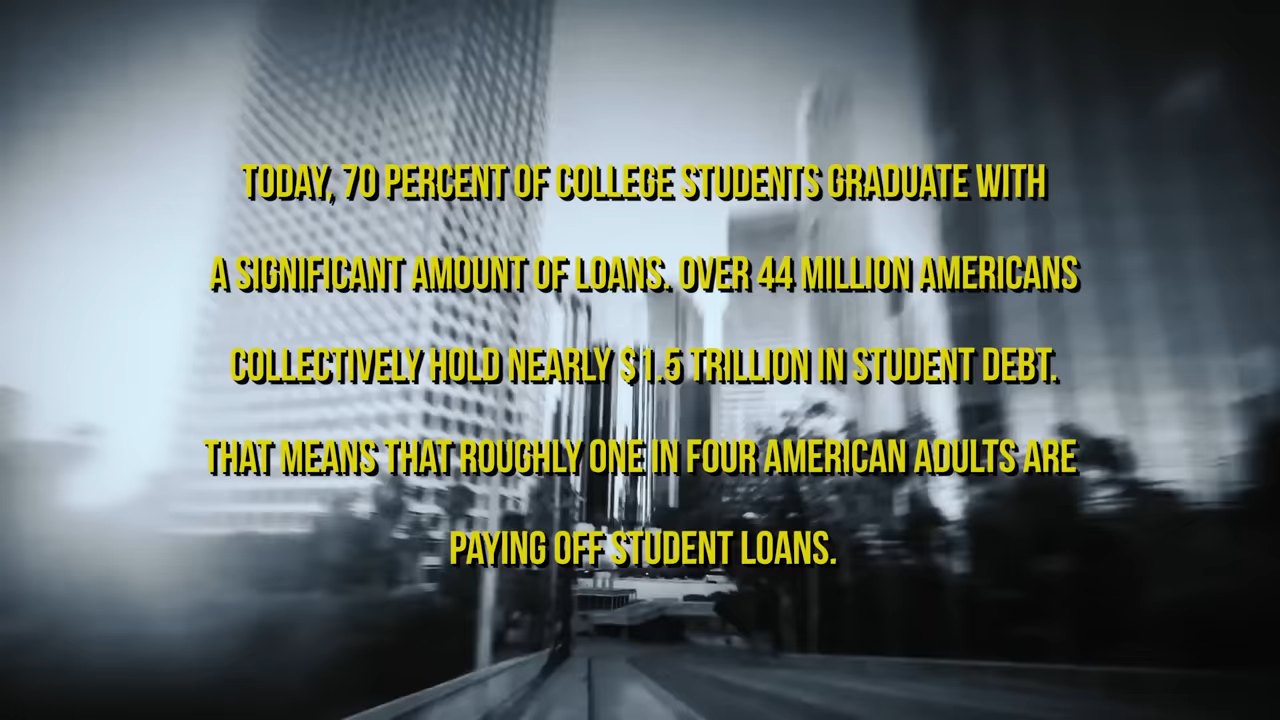 TODAY, 70 PERCENT OF COLLEGE STUDENTS GRADUATE WITH
A SIGNIFICANT AMOUNT OF LOANS. OVER 44 MILLION AMERICANS
COLLECTIVELY HOLD NEARLY $1.5 TRILLION IN STUDENT DEBT.
THAT MEANS THAT ROUGHLY ONE IN FOUR AMERICAN ADULTS ARE
PAYING OFF STUDENT LOANS.